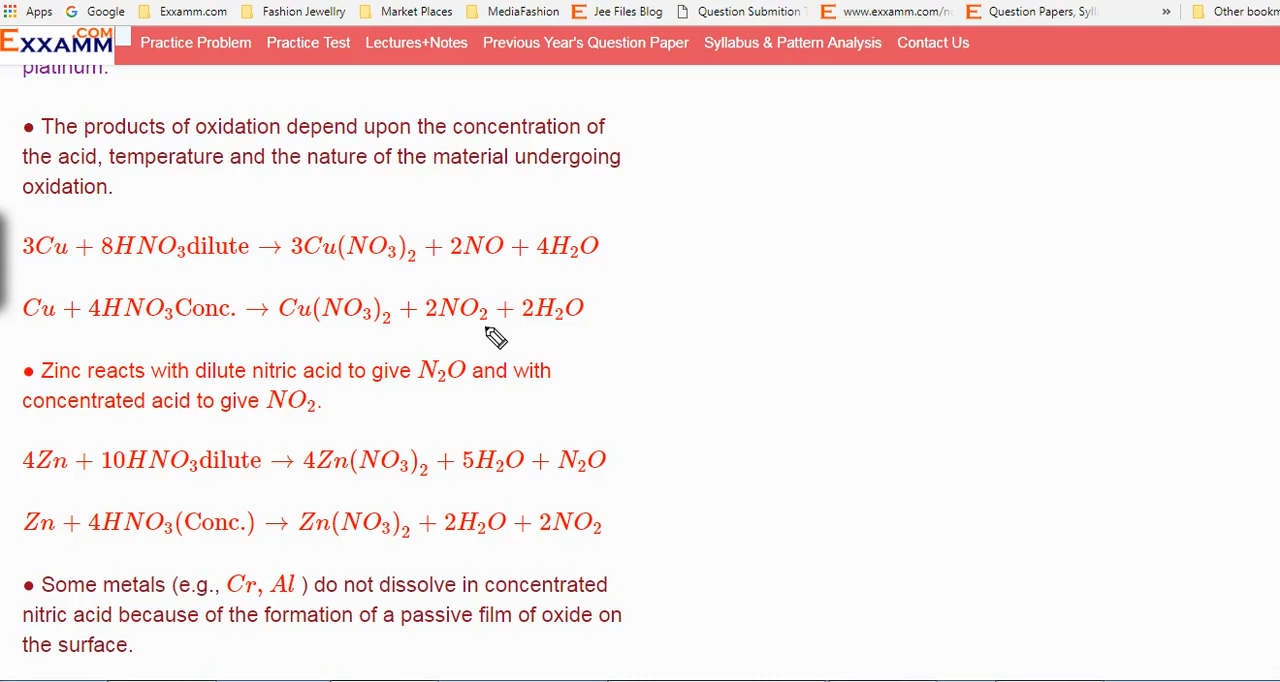 Apps Google Exxamm.com Fashion Jewellry Market Places MediaFashion Jee Files Blog Question Submition www.exxamm.com/n Question Papers, Syll » Other bookm
EXXAMM .COM Practice Problem Practice Test Lectures+Notes Previous Year's Question Paper Syllabus & Pattern Analysis Contact Us
platinum.
● The products of oxidation depend upon the concentration of
the acid, temperature and the nature of the material undergoing
oxidation.
3Cu + 8HNO₃dilute → 3Cu(NO₃)₂ + 2NO + 4H₂O
Cu + 4HNO₃Conc. → Cu(NO₃)₂ + 2NO₂ + 2H₂O
● Zinc reacts with dilute nitric acid to give N₂O and with
concentrated acid to give NO₂.
4Zn + 10HNO₃dilute → 4Zn(NO₃)₂ + 5H₂O + N₂O
Zn + 4HNO₃(Conc.) → Zn(NO₃)₂ + 2H₂O + 2NO₂
● Some metals (e.g., Cr, Al ) do not dissolve in concentrated
nitric acid because of the formation of a passive film of oxide on
the surface.